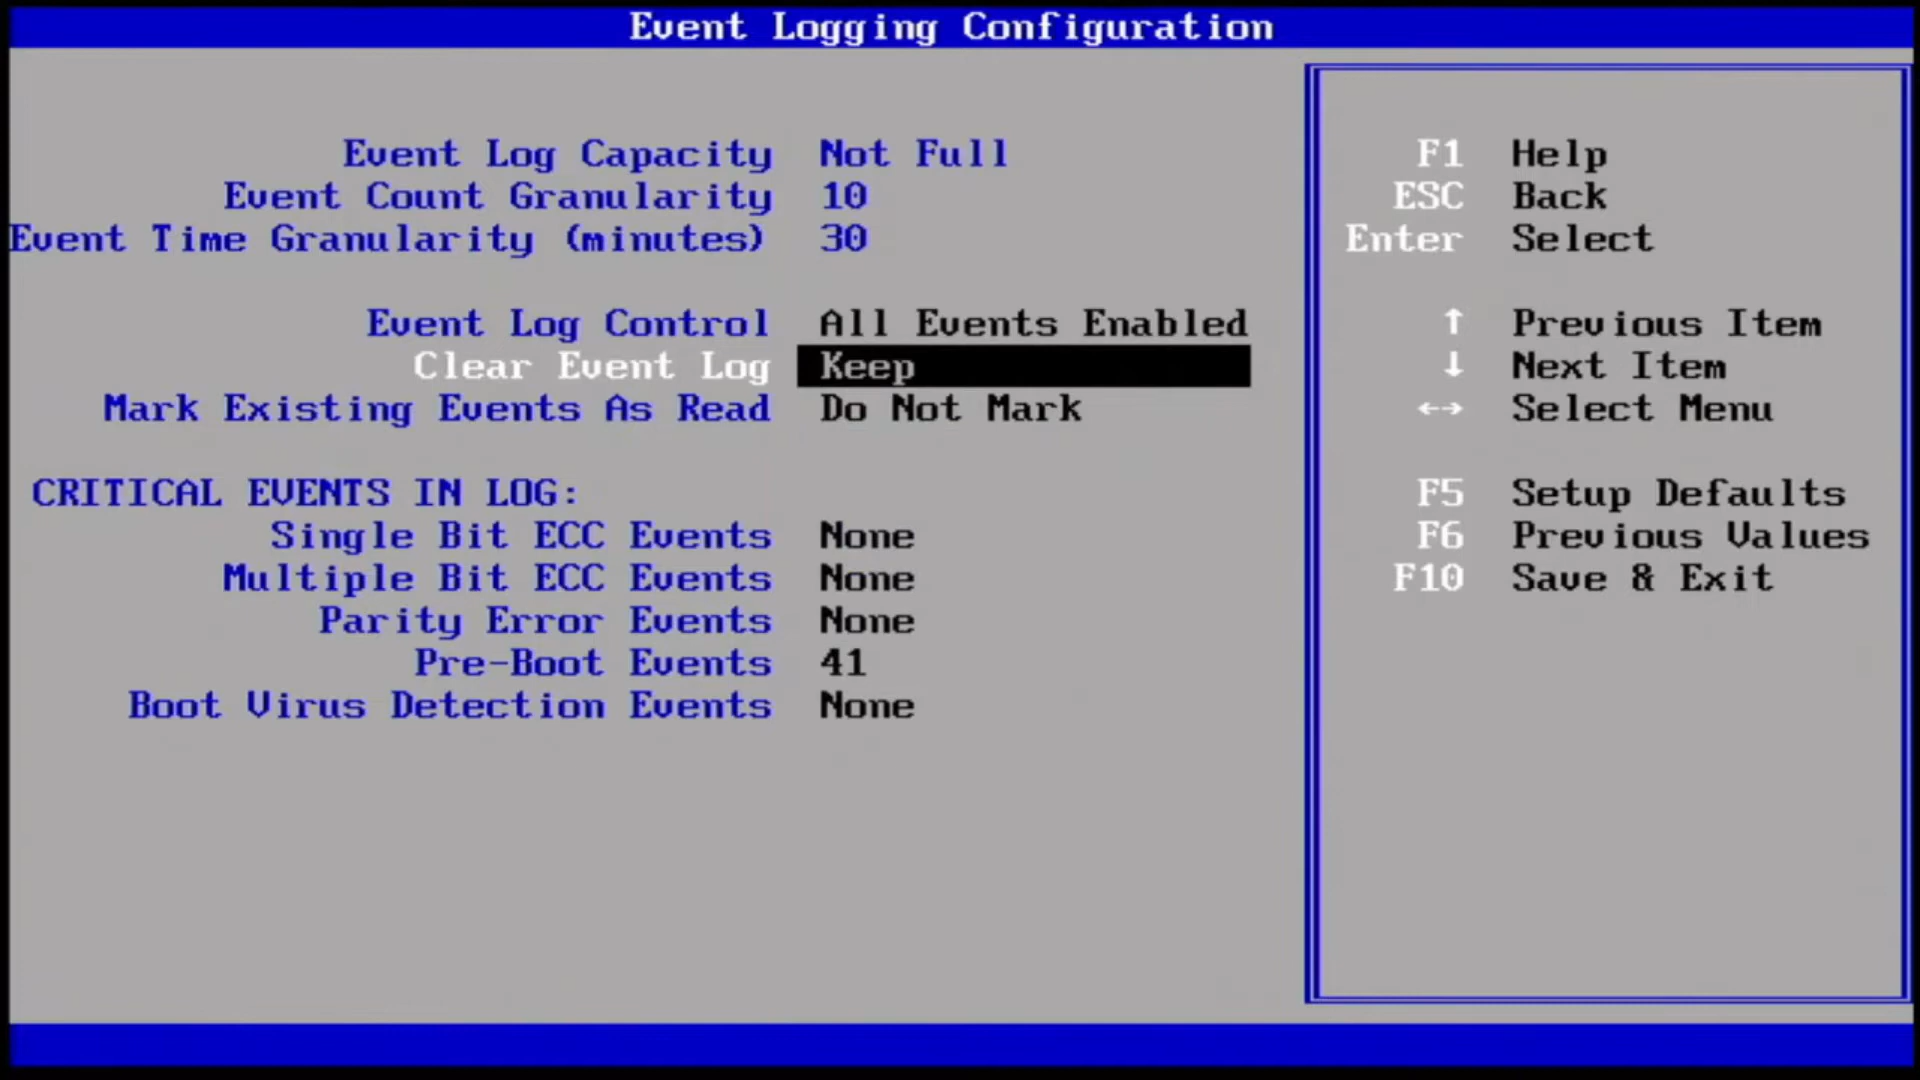 Event Logging Configuration
Event Log Capacity Not Full
Event Count Granularity 10
Event Time Granularity (minutes) 30
Event Log Control All Events Enabled
Clear Event Log Keep
Mark Existing Events As Read Do Not Mark
CRITICAL EVENTS IN LOG:
Single Bit ECC Events None
Multiple Bit ECC Events None
Parity Error Events None
Pre-Boot Events 41
Boot Virus Detection Events None
F1 Help
ESC Back
Enter Select
↑ Previous Item
↓ Next Item
←→ Select Menu
F5 Setup Defaults
F6 Previous Values
F10 Save & Exit